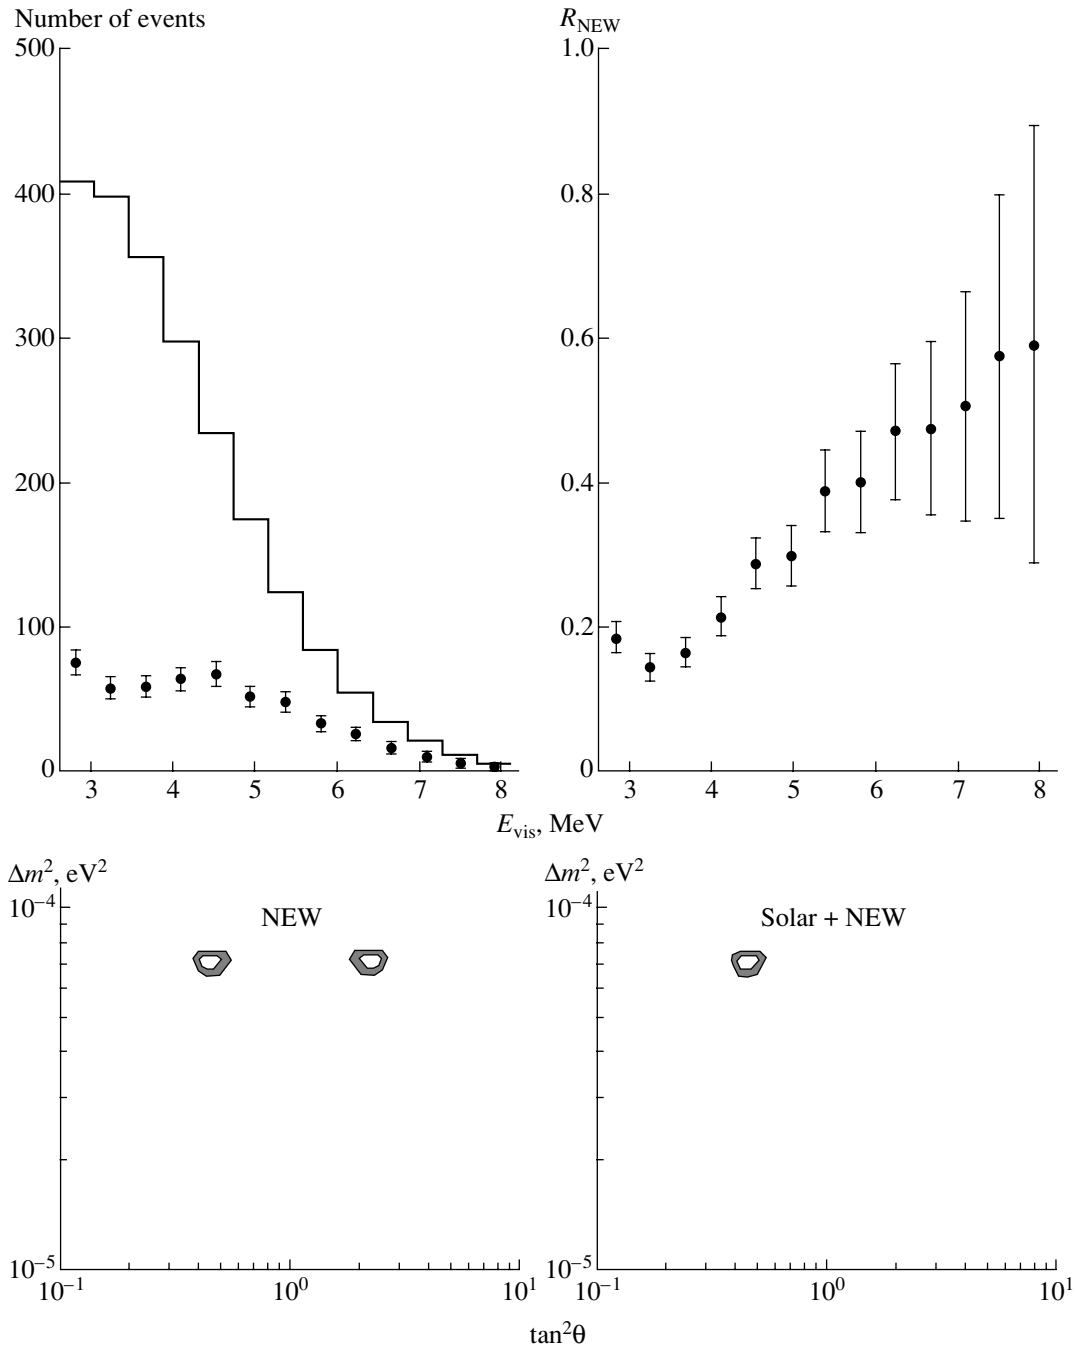 Number of events
500
400
300
200
100
0
3 4 5 6 7 8
R_NEW
1.0
0.8
0.6
0.4
0.2
0
3 4 5 6 7 8
E_vis, MeV
Δm², eV²
10⁻⁴
NEW
10⁻⁵
10⁻¹ 10⁰ 10¹
Δm², eV²
10⁻⁴
Solar + NEW
10⁻⁵
10⁻¹ 10⁰ 10¹
tan²θ